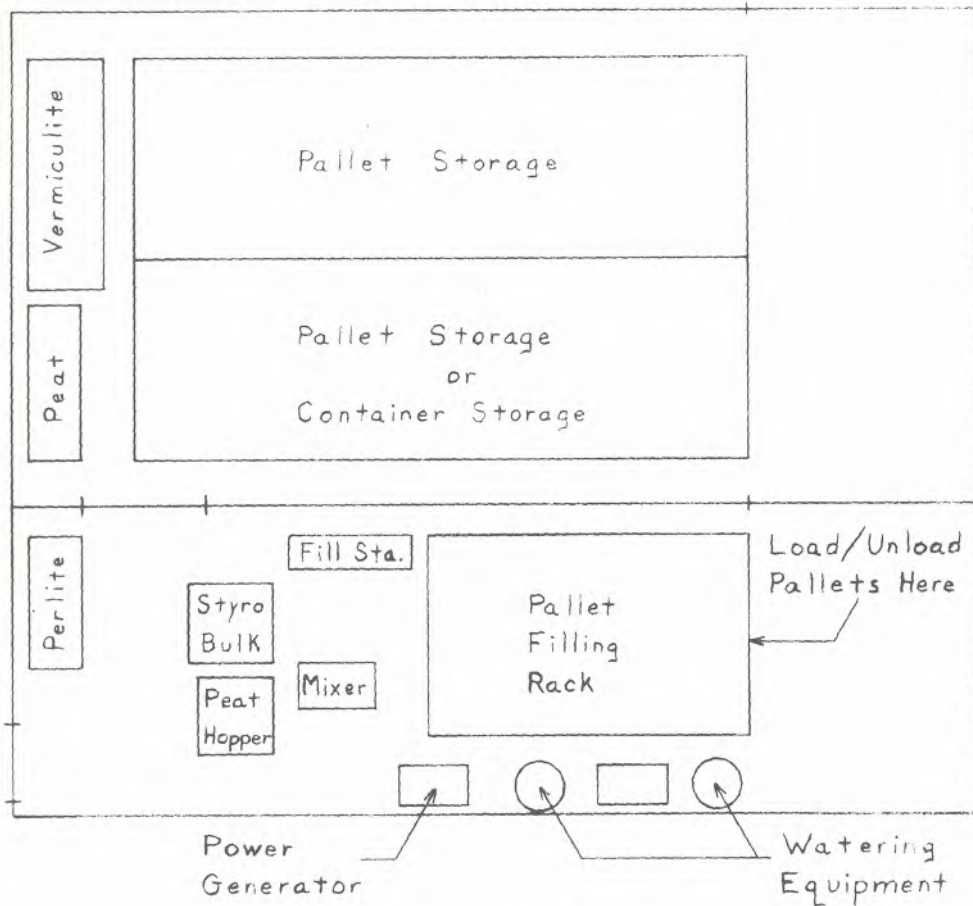 Vermiculite
Pallet Storage
Peat
Pallet Storage
or
Container Storage
Perlite
Fill Sta.
Styro
Bulk
Peat
Hopper
Mixer
Pallet
Filling
Rack
Load/Unload
Pallets Here
Power
Generator
Watering
Equipment